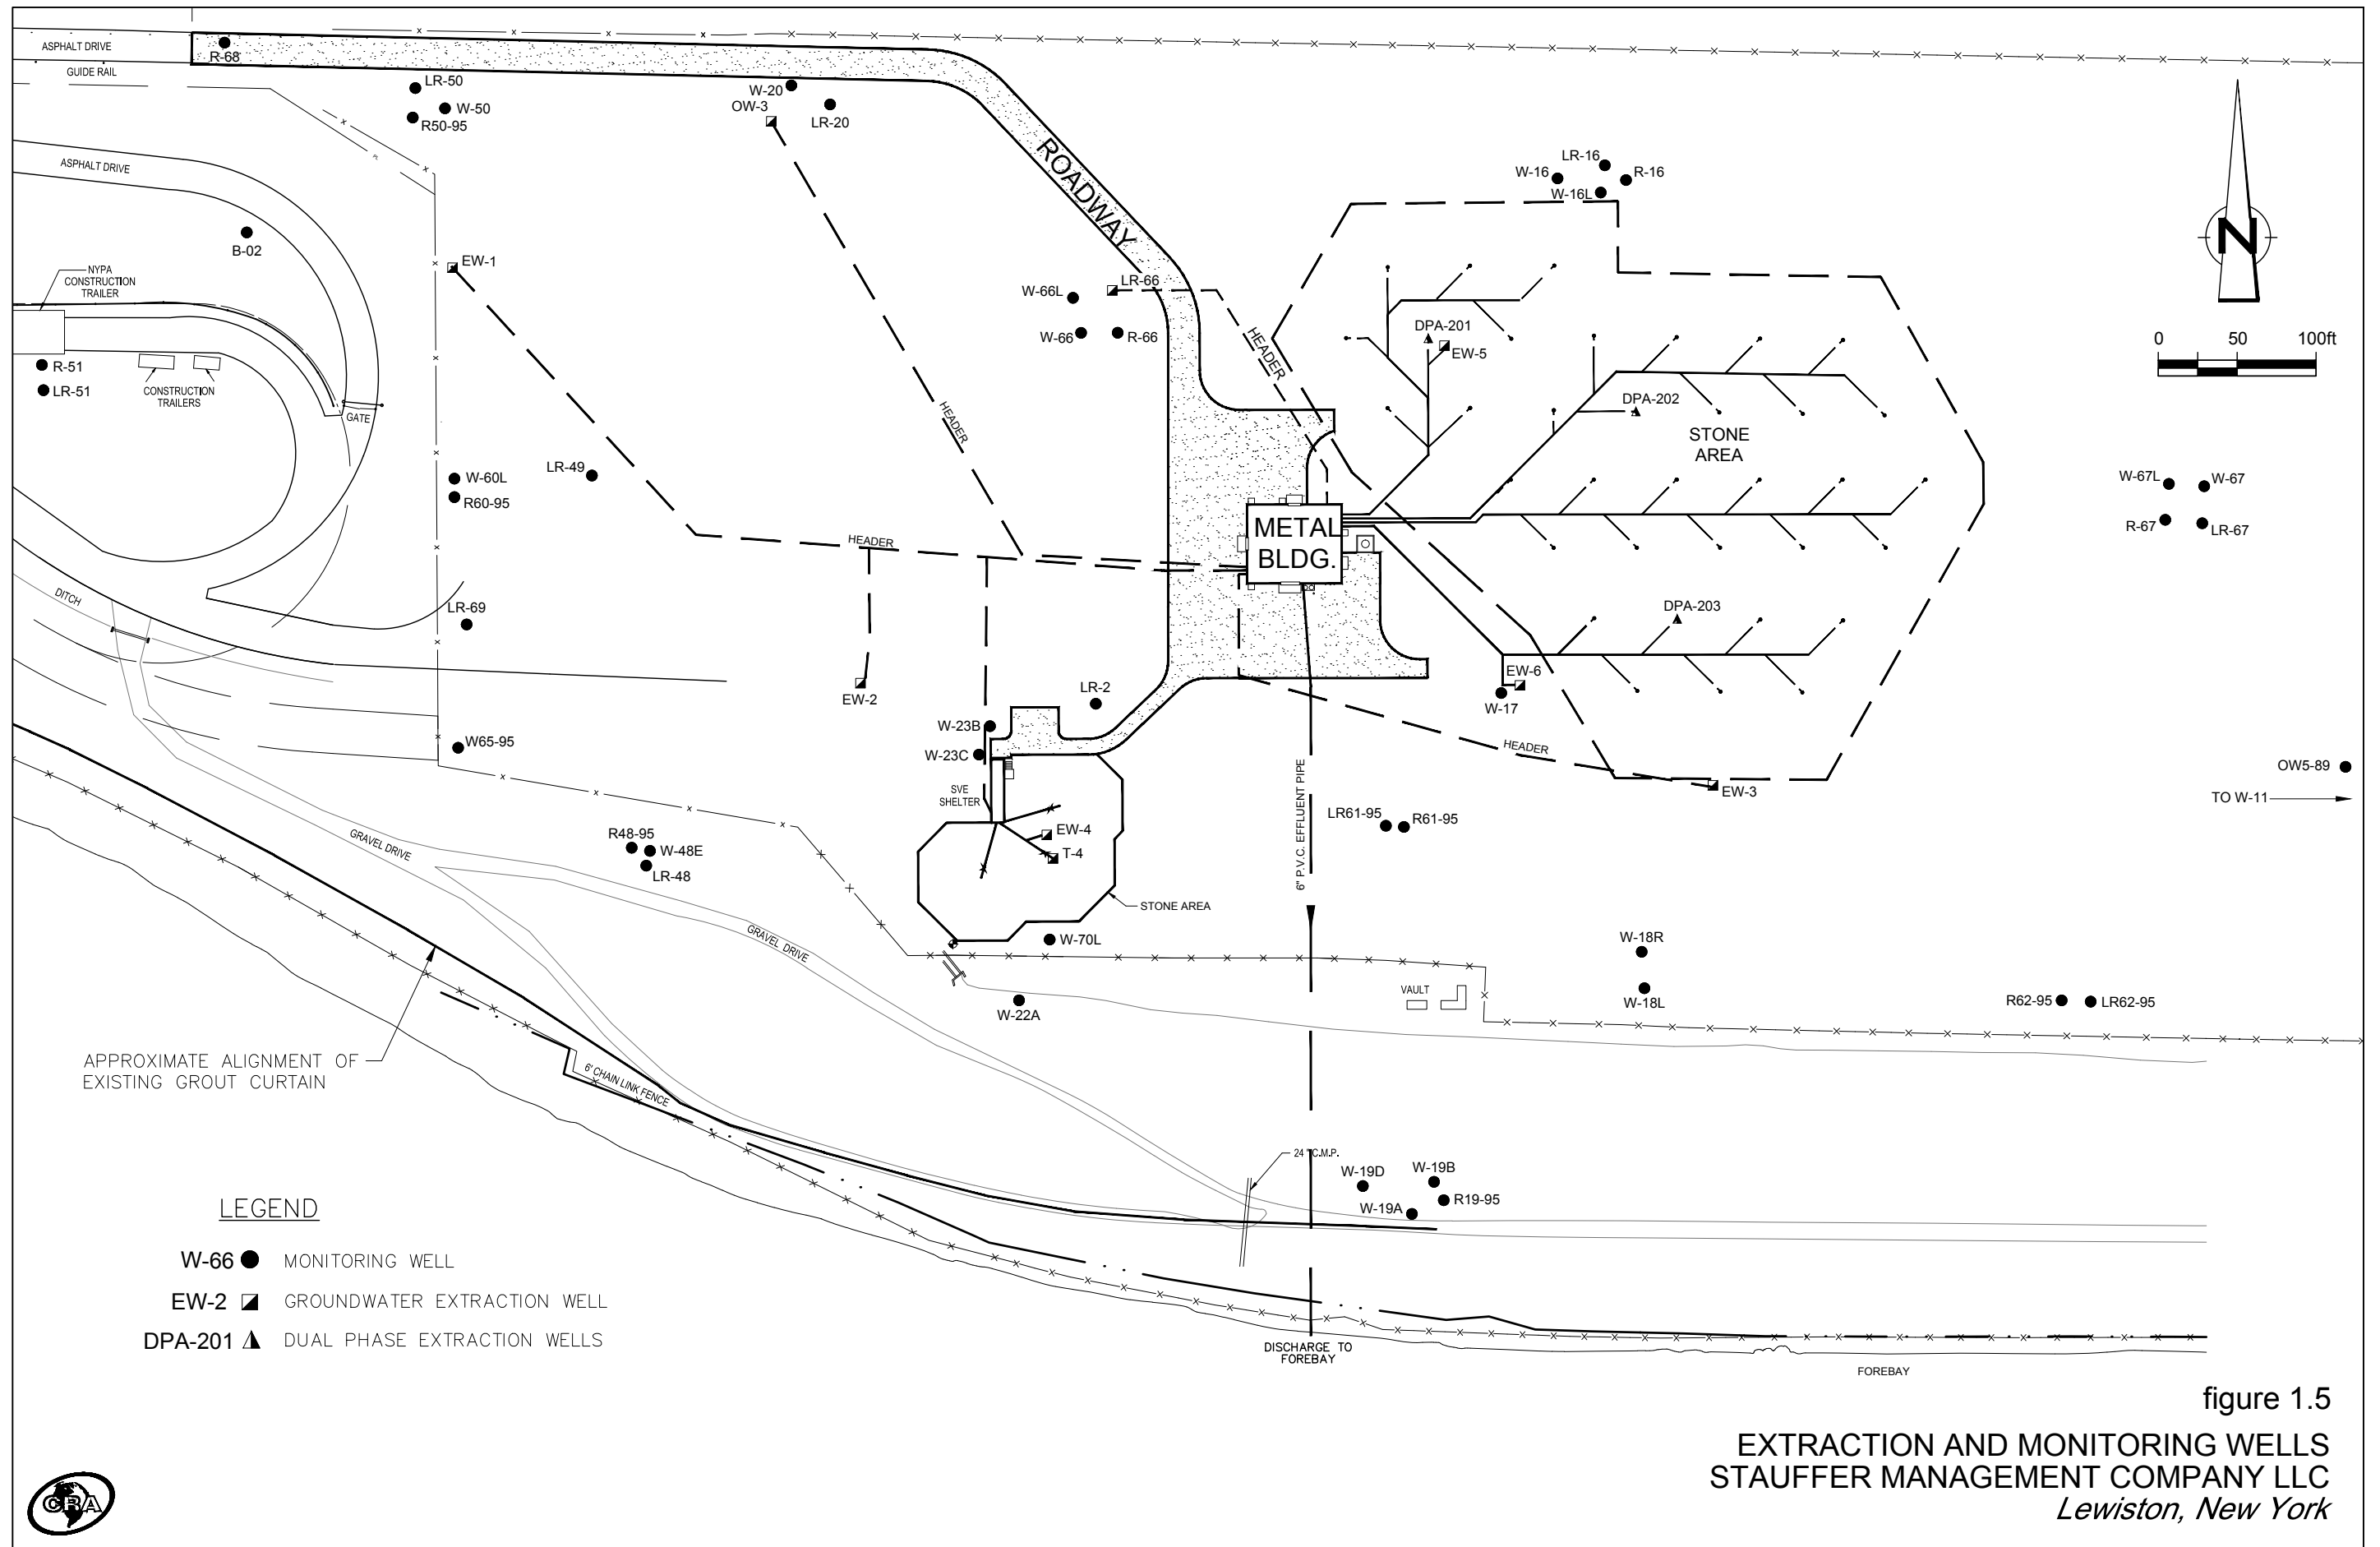 ASPHALT DRIVE
R-68
GUIDE RAIL
LR-50
W-50
R50-95
W-20
OW-3
LR-20
ASPHALT DRIVE
ROADWAY
LR-16
W-16
R-16
W-16L
N
B-02
EW-1
NYPA
CONSTRUCTION
TRAILER
LR-66
W-66L
W-66
R-66
HEADER
DPA-201
EW-5
0 50 100ft
R-51
LR-51
CONSTRUCTION
TRAILERS
GATE
HEADER
DPA-202
STONE
AREA
LR-49
W-60L
R60-95
W-67L
W-67
R-67
LR-67
METAL
BLDG.
HEADER
DITCH
LR-69
DPA-203
EW-2
LR-2
EW-6
W-17
W-23B
W-23C
W65-95
HEADER
OW5-89
TO W-11
EW-3
SVE
SHELTER
6" P.V.C. EFFLUENT PIPE
LR61-95
R61-95
EW-4
T-4
R48-95
W-48E
LR-48
GRAVEL DRIVE
STONE AREA
GRAVEL DRIVE
W-70L
W-18R
W-18L
VAULT
W-22A
R62-95
LR62-95
APPROXIMATE ALIGNMENT OF
EXISTING GROUT CURTAIN
6' CHAIN LINK FENCE
24 "C.M.P.
W-19D
W-19B
R19-95
W-19A
LEGEND
W-66 MONITORING WELL
EW-2 GROUNDWATER EXTRACTION WELL
DPA-201 DUAL PHASE EXTRACTION WELLS
DISCHARGE TO
FOREBAY
FOREBAY
figure 1.5
EXTRACTION AND MONITORING WELLS
STAUFFER MANAGEMENT COMPANY LLC
Lewiston, New York
CRA